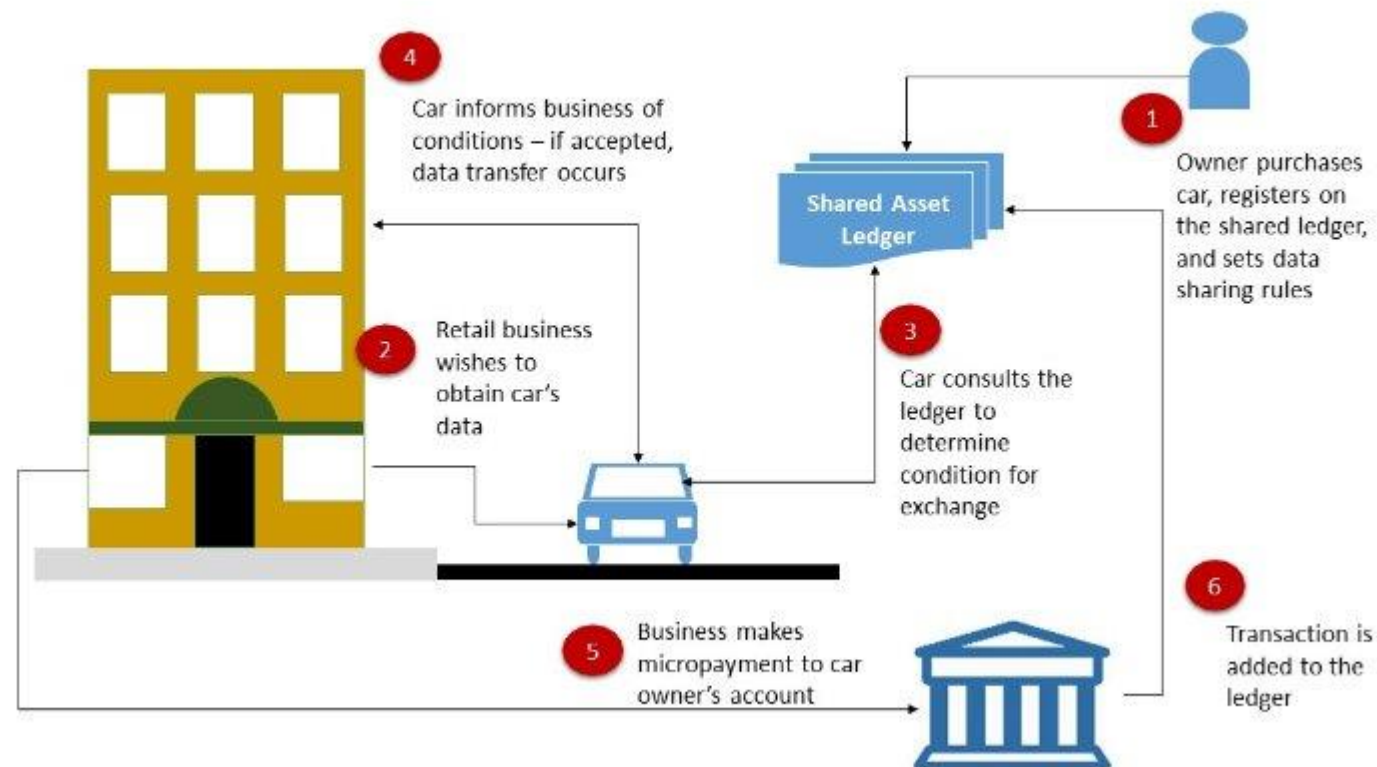 1
Owner purchases
car, registers on
the shared ledger,
and sets data
sharing rules
Shared Asset
Ledger
2
Retail business
wishes to
obtain car's
data
3
Car consults the
ledger to
determine
condition for
exchange
4
Car informs business of
conditions – if accepted,
data transfer occurs
5
Business makes
micropayment to car
owner's account
6
Transaction is
added to the
ledger